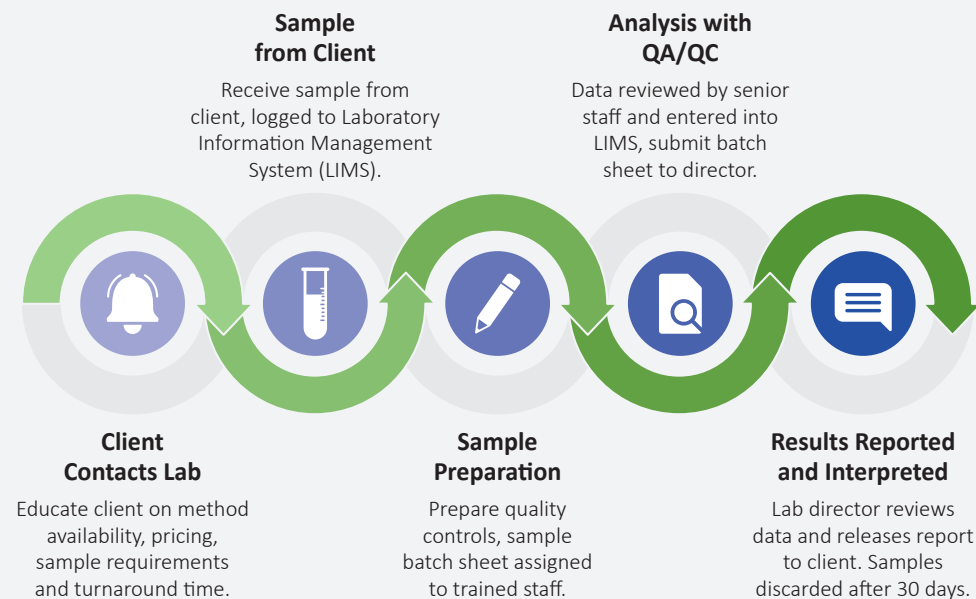 Sample
from Client
Receive sample from
client, logged to Laboratory
Information Management
System (LIMS).
Analysis with
QA/QC
Data reviewed by senior
staff and entered into
LIMS, submit batch
sheet to director.
Client
Contacts Lab
Educate client on method
availability, pricing,
sample requirements
and turnaround time.
Sample
Preparation
Prepare quality
controls, sample
batch sheet assigned
to trained staff.
Results Reported
and Interpreted
Lab director reviews
data and releases report
to client. Samples
discarded after 30 days.